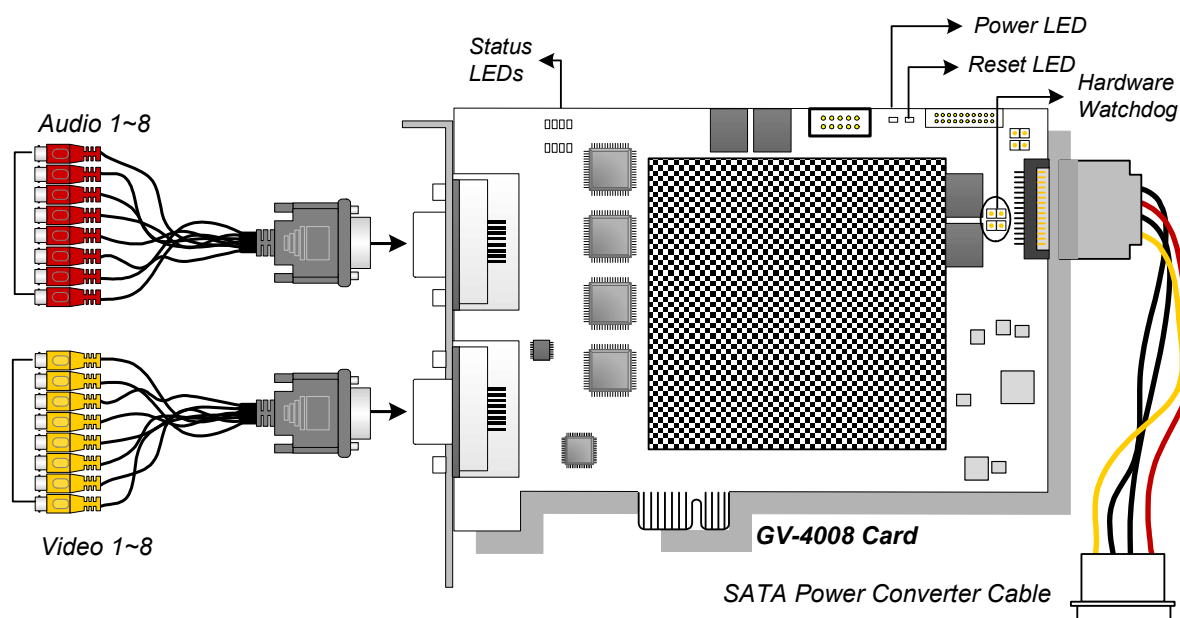 Power LED
Status
LEDs
Reset LED
Hardware
Watchdog
Audio 1~8
Video 1~8
GV-4008 Card
SATA Power Converter Cable